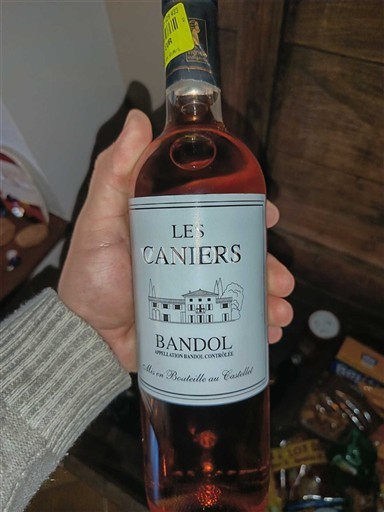 LES
CANIERS
BANDOL
APPELLATION BANDOL CONTRÔLÉE
Mis en Bouteille au Castellet